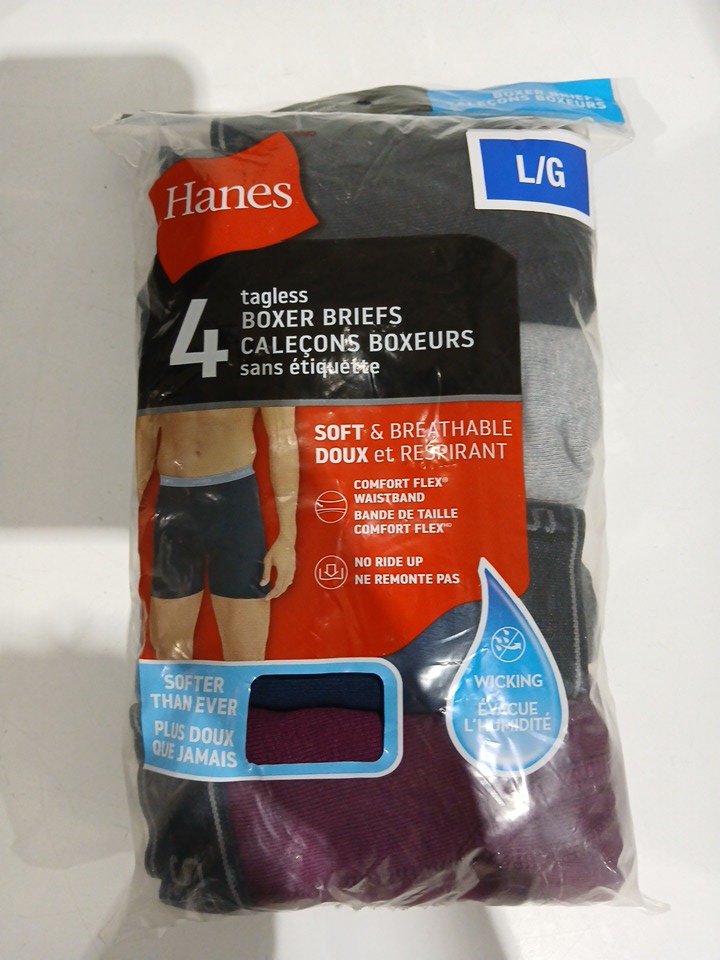 BOXER BRIEFS
CALEÇONS BOXEURS
Hanes
L/G
4
tagless
BOXER BRIEFS
CALEÇONS BOXEURS
sans étiquette
SOFT & BREATHABLE
DOUX et RESPIRANT
COMFORT FLEX®
WAISTBAND
BANDE DE TAILLE
COMFORT FLEXMD
NO RIDE UP
NE REMONTE PAS
SOFTER
THAN EVER
PLUS DOUX
QUE JAMAIS
WICKING
ÉVACUE
L'HUMIDITÉ